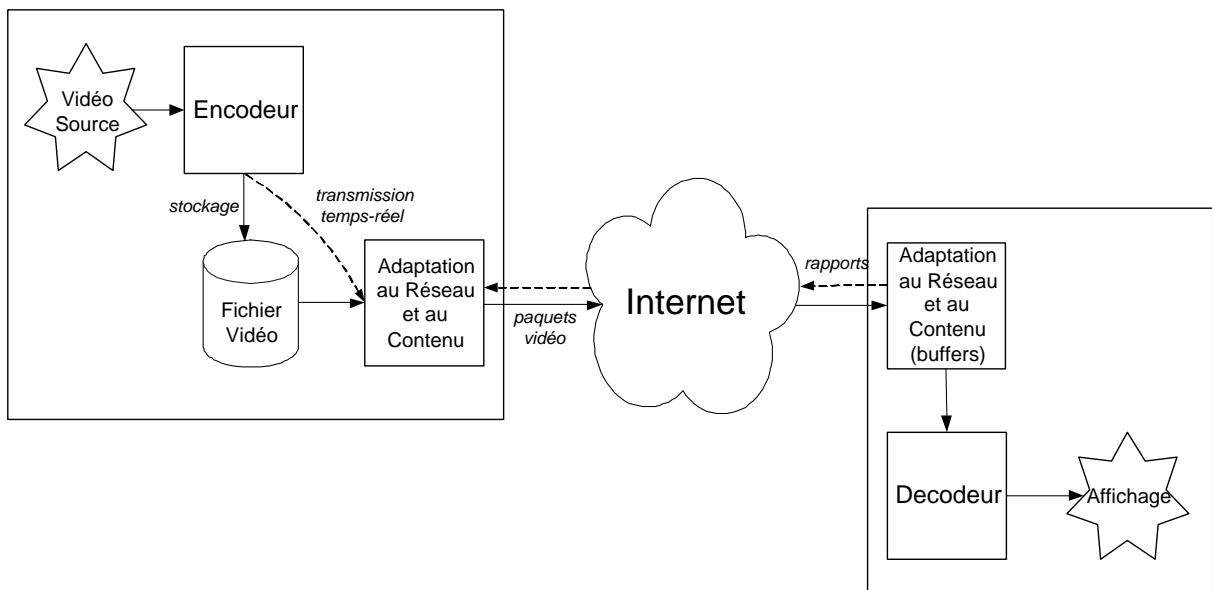 Vidéo
Source
Encodeur
stockage
transmission
temps-réel
Fichier
Vidéo
Adaptation
au Réseau
et au
Contenu
paquets
vidéo
Internet
rapports
Adaptation
au Réseau
et au
Contenu
(buffers)
Decodeur
Affichage